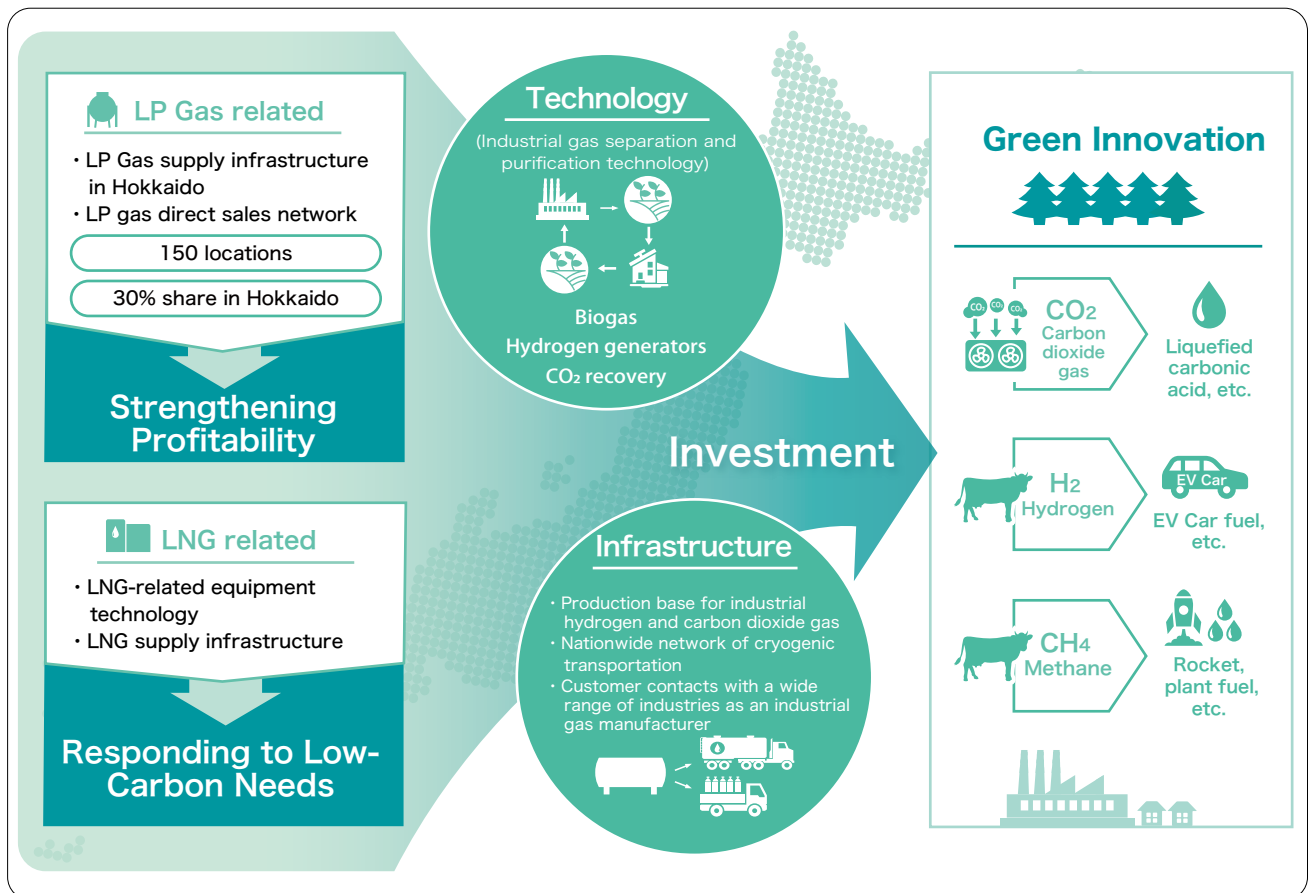 LP Gas related
・LP Gas supply infrastructure
in Hokkaido
・LP gas direct sales network
150 locations
30% share in Hokkaido
Strengthening
Profitability
LNG related
・LNG-related equipment
technology
・LNG supply infrastructure
Responding to Low-
Carbon Needs
Technology
(Industrial gas separation and
purification technology)
Biogas
Hydrogen generators
CO₂ recovery
Investment
Infrastructure
・Production base for industrial
hydrogen and carbon dioxide gas
・Nationwide network of cryogenic
transportation
・Customer contacts with a wide
range of industries as an industrial
gas manufacturer
Green Innovation
CO₂ CO₂ CO₂
CO₂
Carbon
dioxide
gas
Liquefied
carbonic
acid, etc.
H₂
Hydrogen
EV Car
EV Car fuel,
etc.
CH₄
Methane
Rocket,
plant fuel,
etc.